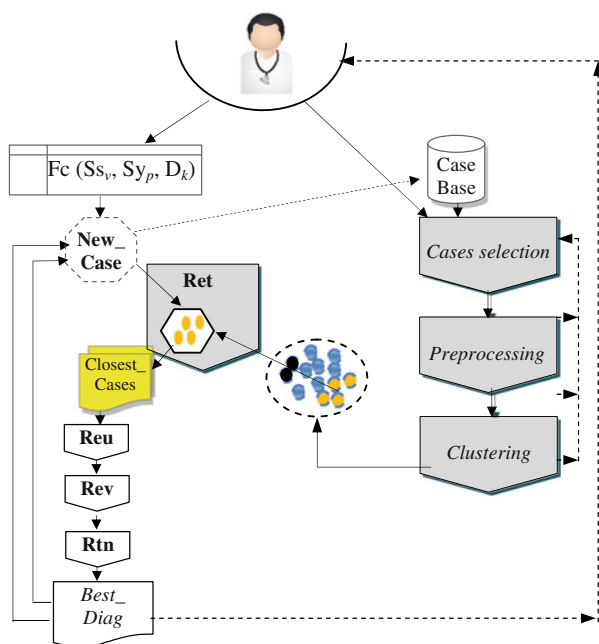 Fc (Ssᵥ, Syₚ, Dₖ)
Case
Base
New_
Case
Cases selection
Ret
Preprocessing
Closest_
Cases
Reu
Clustering
Rev
Rtn
Best_
Diag